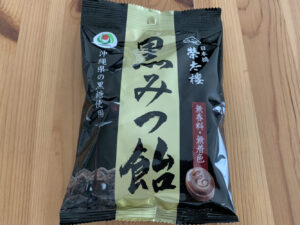 日本橋
榮太樓
黒みつ飴
沖縄県の黒糖使用
無香料・無着色